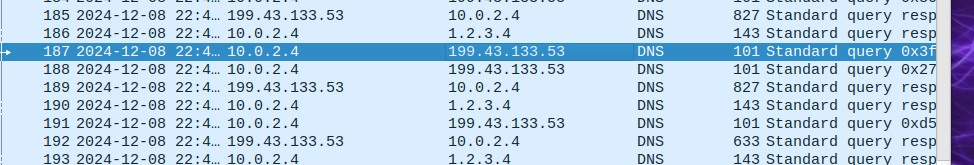 185 2024-12-08 22:4… 199.43.133.53 10.0.2.4 DNS 827 Standard query resp
186 2024-12-08 22:4… 10.0.2.4 1.2.3.4 DNS 143 Standard query resp
187 2024-12-08 22:4… 10.0.2.4 199.43.133.53 DNS 101 Standard query 0x3f
188 2024-12-08 22:4… 10.0.2.4 199.43.133.53 DNS 101 Standard query 0x27
189 2024-12-08 22:4… 199.43.133.53 10.0.2.4 DNS 827 Standard query resp
190 2024-12-08 22:4… 10.0.2.4 1.2.3.4 DNS 143 Standard query resp
191 2024-12-08 22:4… 10.0.2.4 199.43.133.53 DNS 101 Standard query 0xd5
192 2024-12-08 22:4… 199.43.133.53 10.0.2.4 DNS 633 Standard query resp
193 2024-12-08 22:4… 10.0.2.4 1.2.3.4 DNS 143 Standard query resp